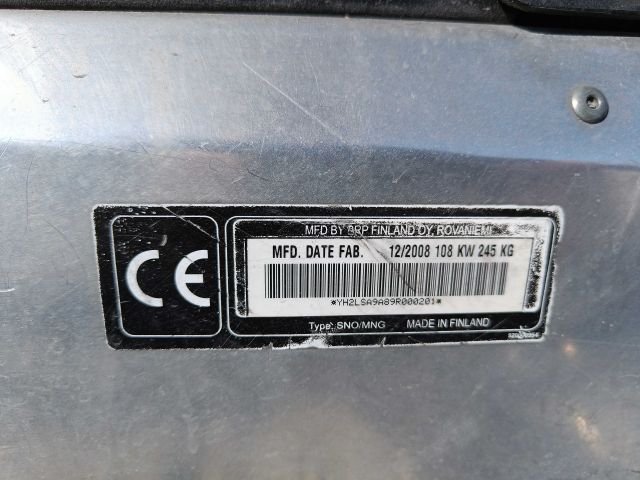 CE
MFD BY BRP FINLAND OY, ROVANIEMI
MFD. DATE FAB. 12/2008 108 KW 245 KG
*YH2LSA9A89R000201*
Type: SNO/MNG MADE IN FINLAND